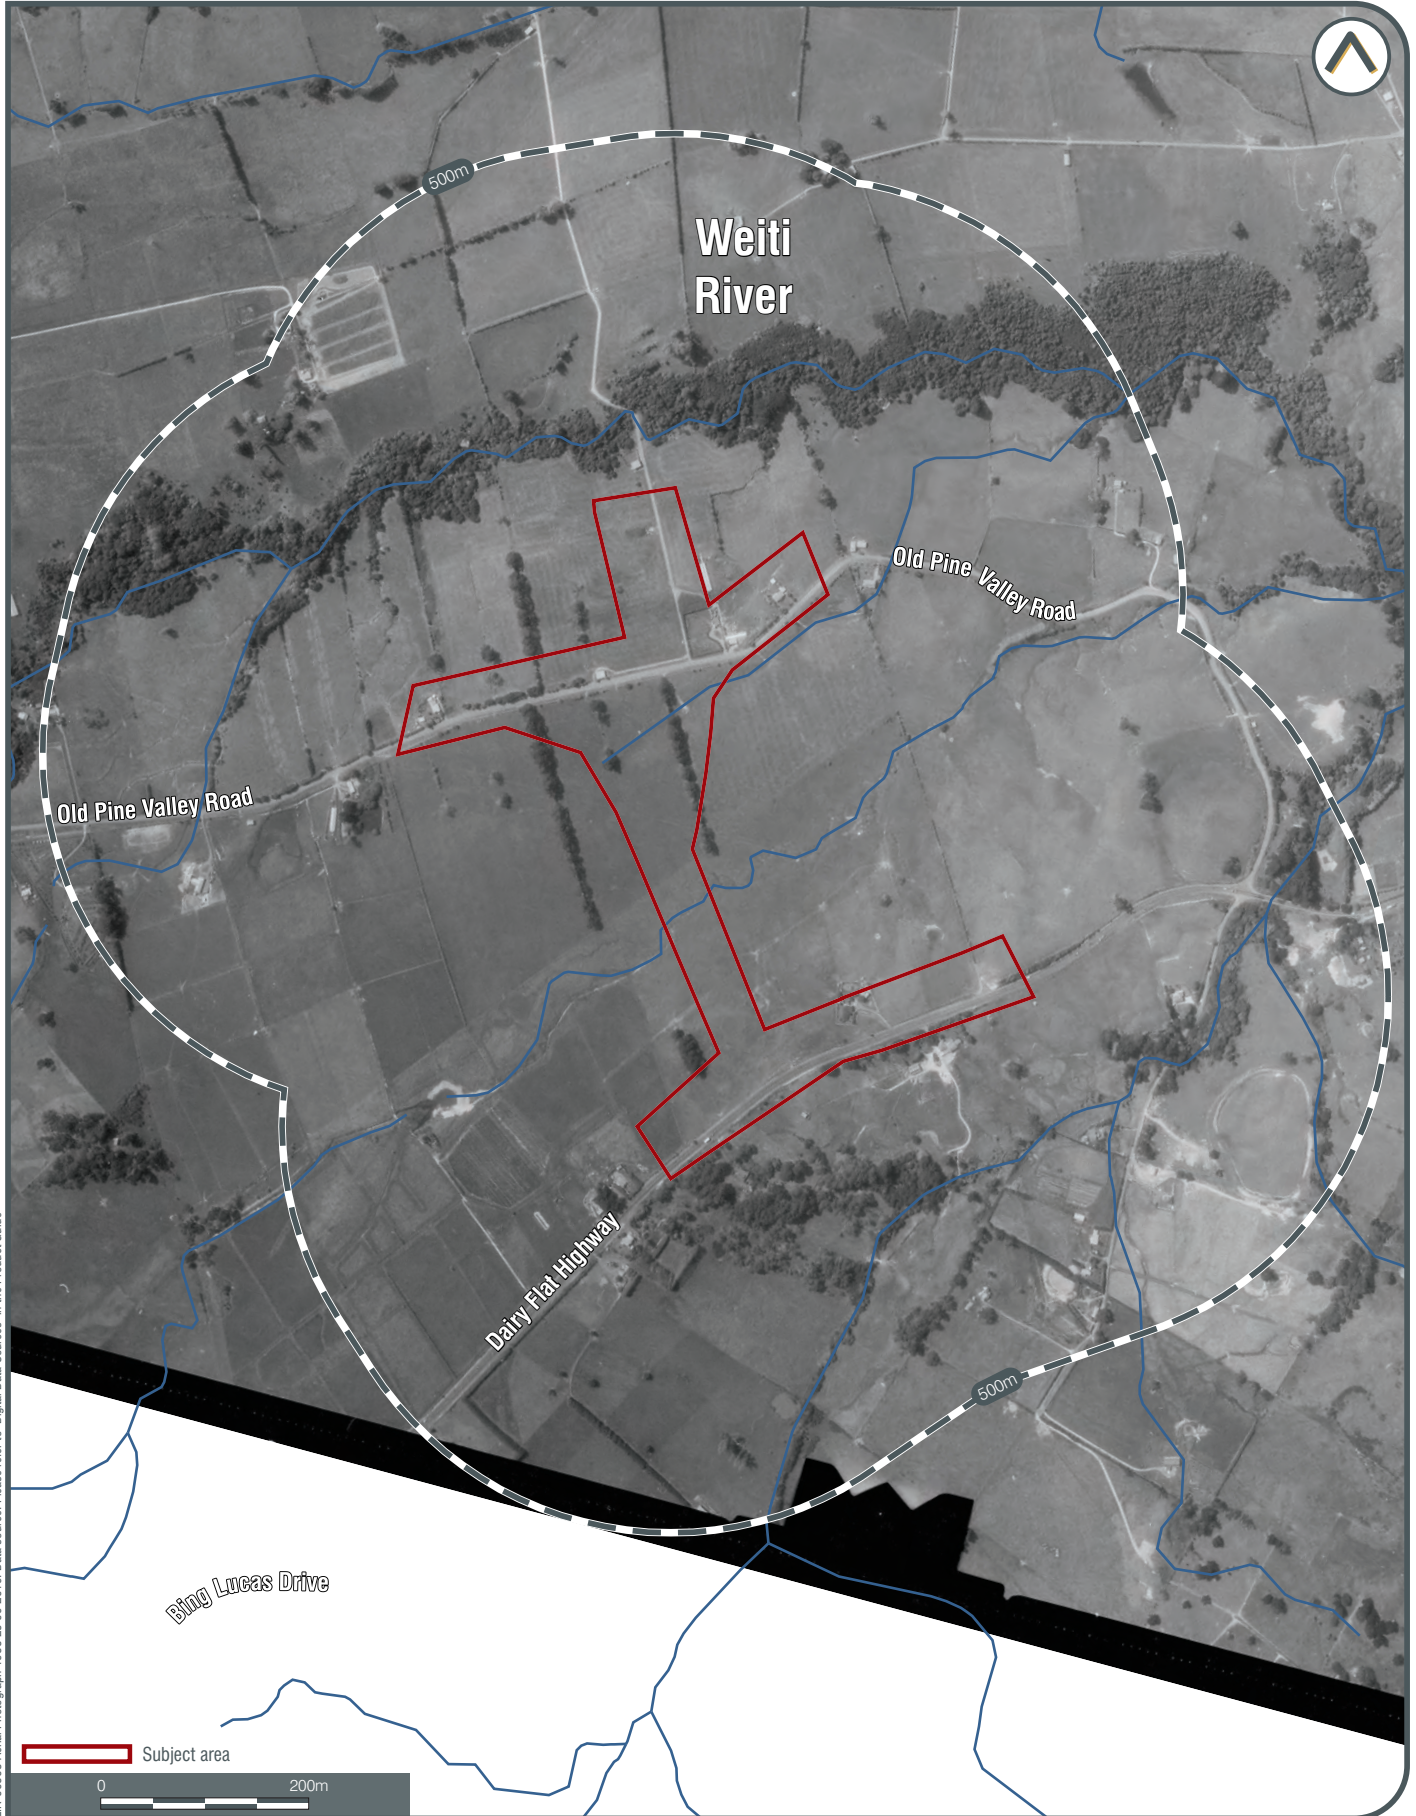 500m
Weiti
River
Old Pine Valley Road
Old Pine Valley Road
500m
Dairy Flat Highway
Bing Lucas Drive
Subject area
0 200m